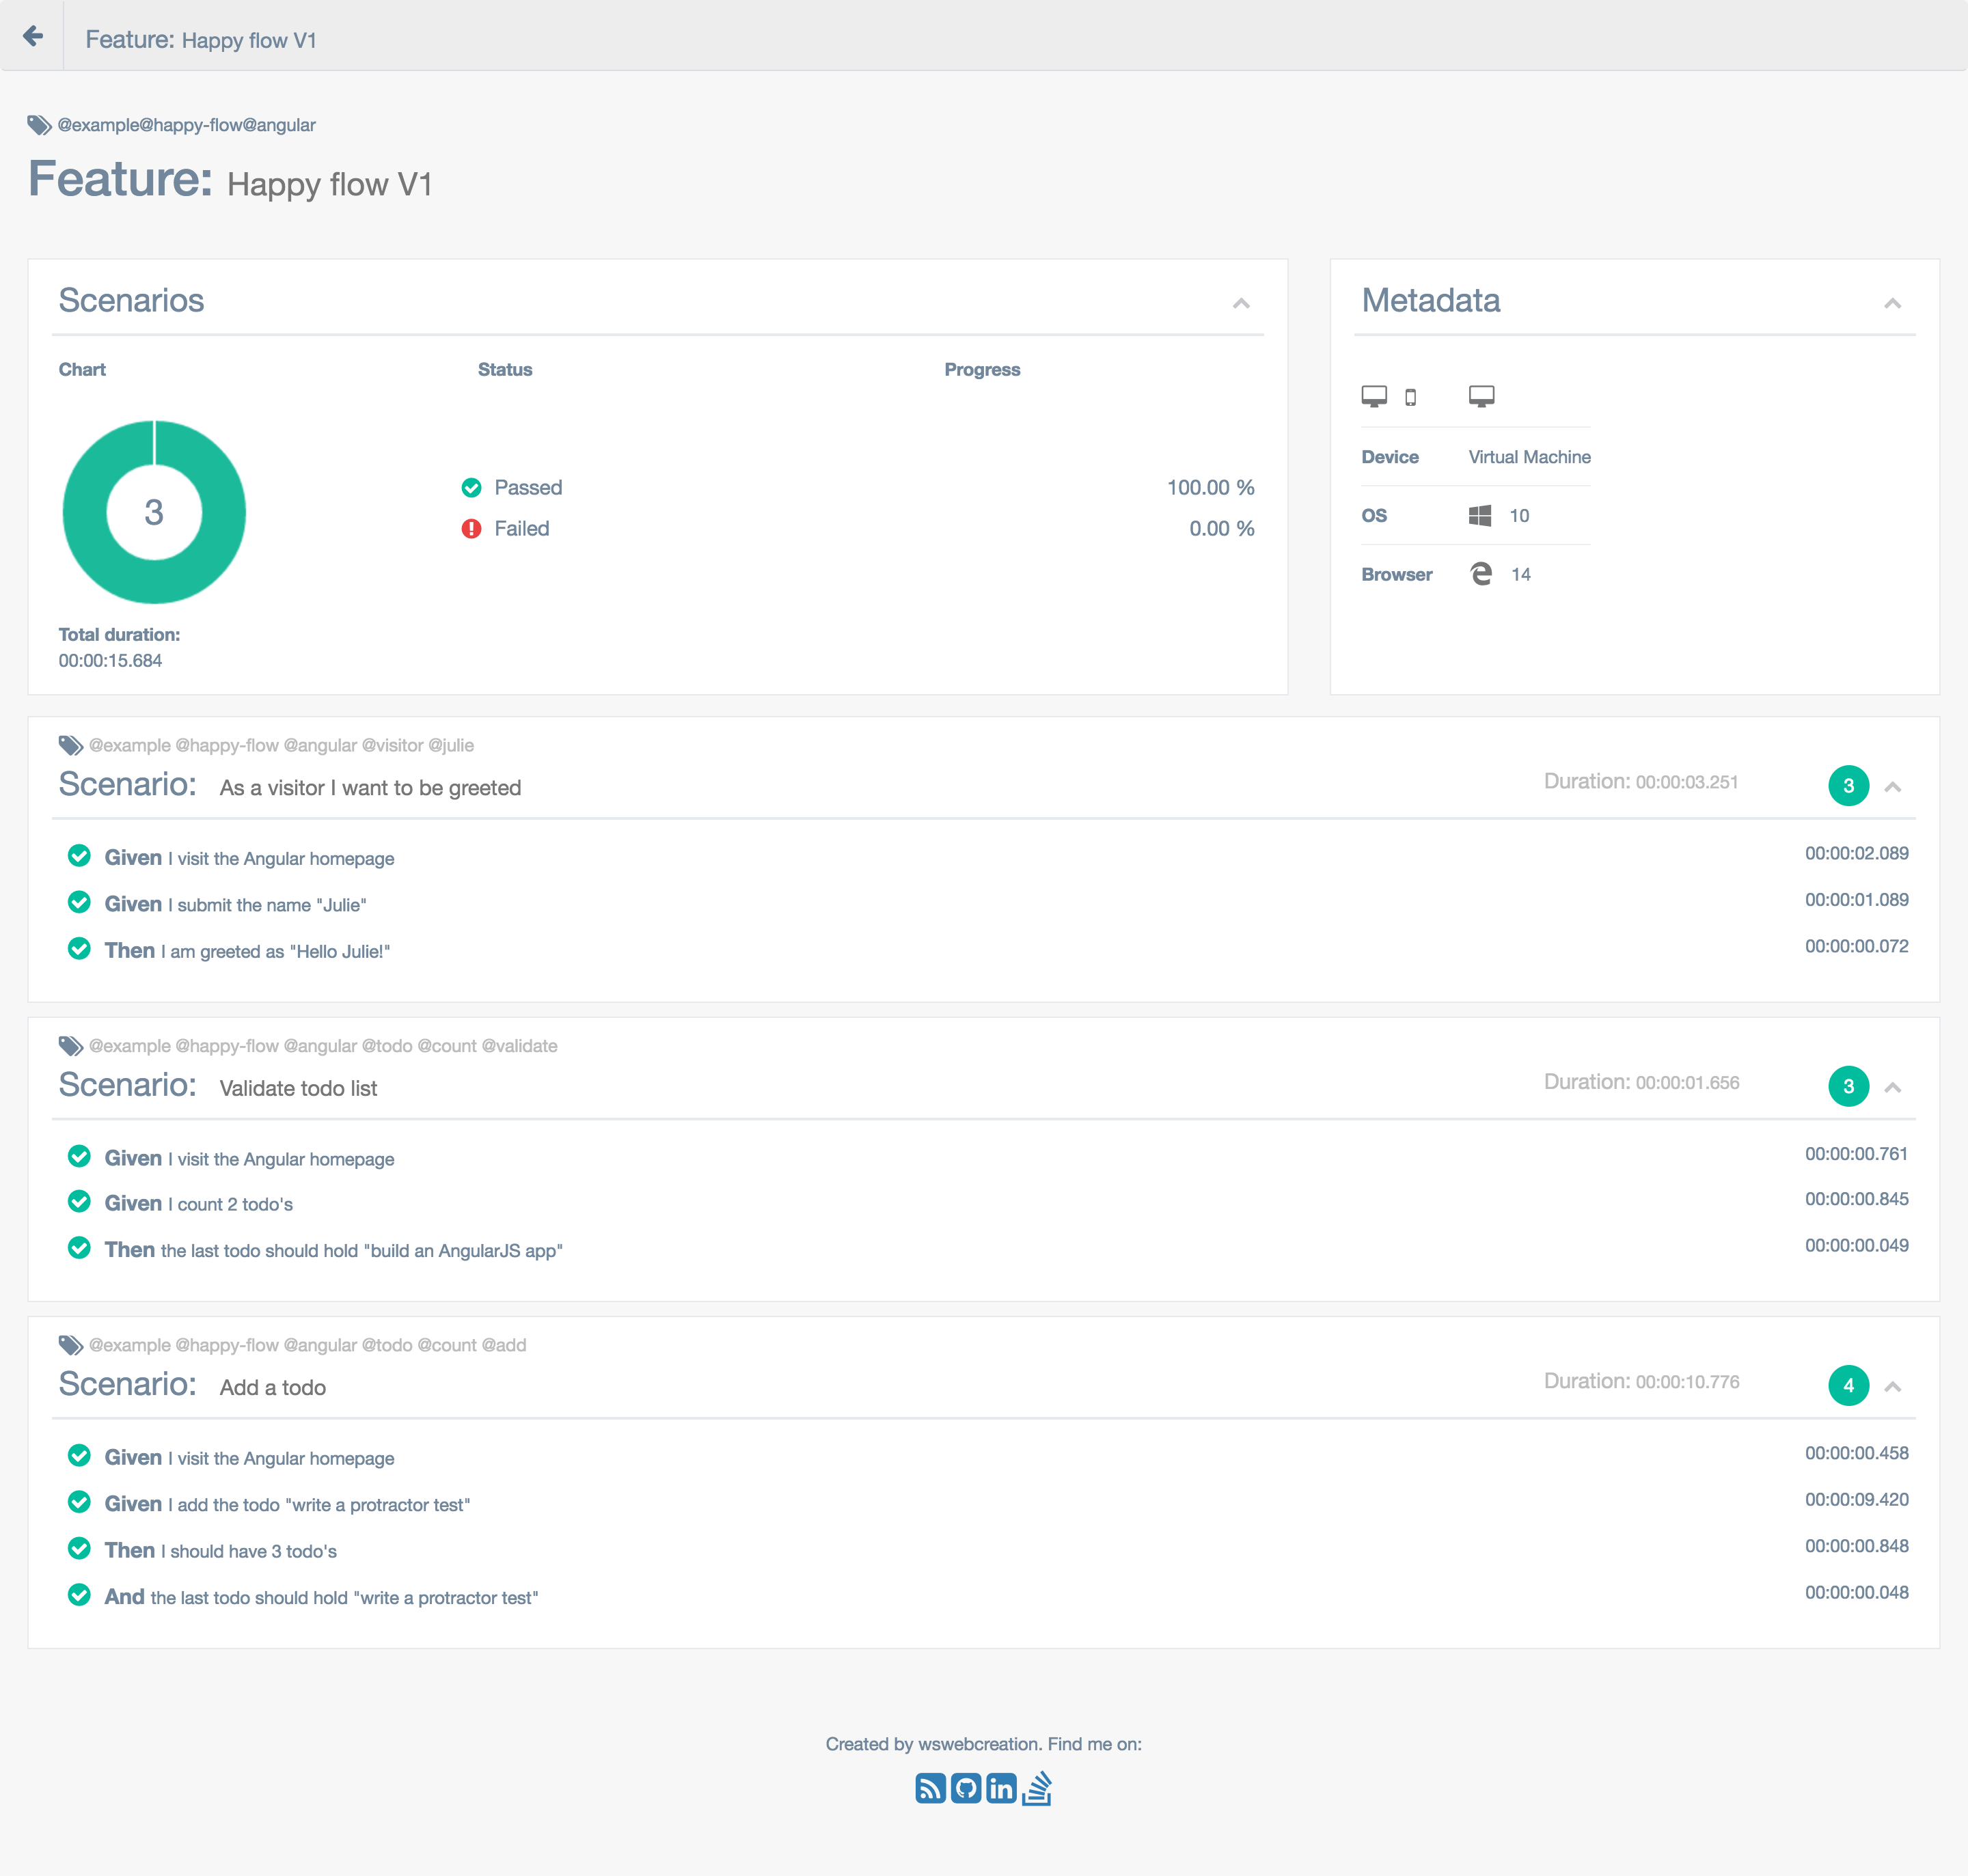 Feature: Happy flow V1
@example@happy-flow@angular
Feature: Happy flow V1
Scenarios
Chart Status Progress
3
Passed 100.00 %
Failed 0.00 %
Total duration:
00:00:15.684
Metadata
Device Virtual Machine
OS 10
Browser 14
@example @happy-flow @angular @visitor @julie
Scenario: As a visitor I want to be greeted Duration: 00:00:03.251 3
Given I visit the Angular homepage 00:00:02.089
Given I submit the name "Julie" 00:00:01.089
Then I am greeted as "Hello Julie!" 00:00:00.072
@example @happy-flow @angular @todo @count @validate
Scenario: Validate todo list Duration: 00:00:01.656 3
Given I visit the Angular homepage 00:00:00.761
Given I count 2 todo's 00:00:00.845
Then the last todo should hold "build an AngularJS app" 00:00:00.049
@example @happy-flow @angular @todo @count @add
Scenario: Add a todo Duration: 00:00:10.776 4
Given I visit the Angular homepage 00:00:00.458
Given I add the todo "write a protractor test" 00:00:09.420
Then I should have 3 todo's 00:00:00.848
And the last todo should hold "write a protractor test" 00:00:00.048
Created by wswebcreation. Find me on:
in